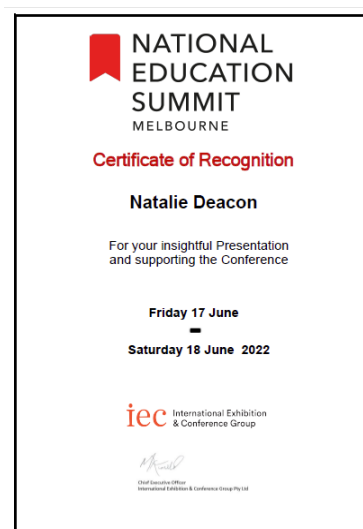 NATIONAL
EDUCATION
SUMMIT
MELBOURNE
Certificate of Recognition
Natalie Deacon
For your insightful Presentation
and supporting the Conference
Friday 17 June
–
Saturday 18 June 2022
iec International Exhibition
& Conference Group
Chief Executive Officer
International Exhibition & Conference Group Pty Ltd